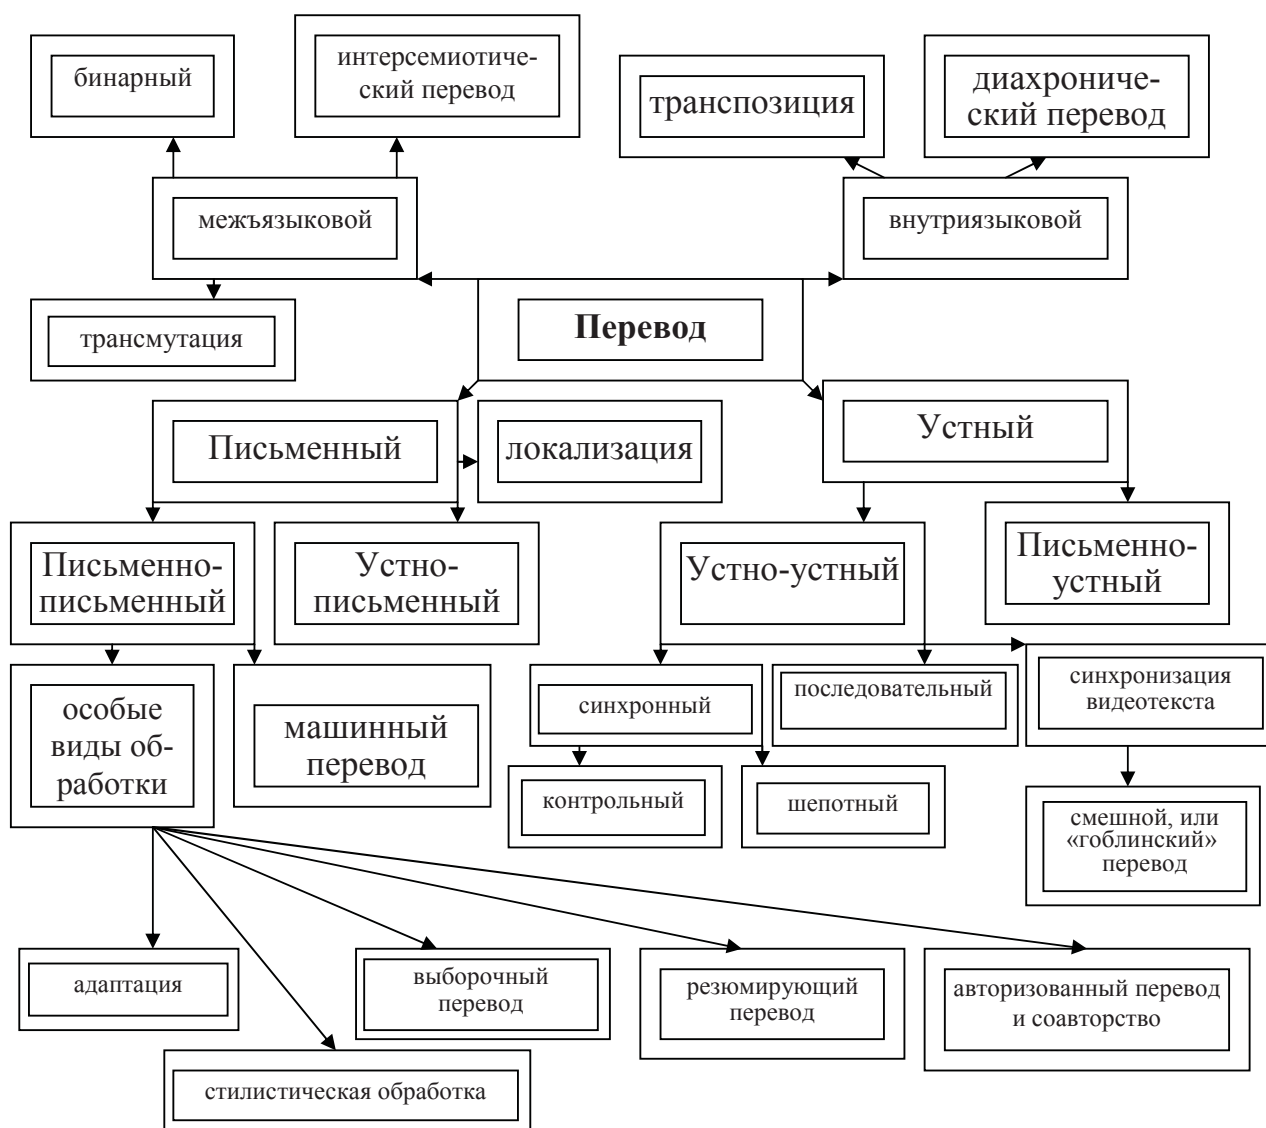 бинарный
интерсемиотиче-
ский перевод
транспозиция
диахрониче-
ский перевод
межъязыковой
внутриязыковой
трансмутация
Перевод
Письменный
локализация
Устный
Письменно-
письменный
Устно-
письменный
Устно-устный
Письменно-
устный
особые
виды об-
работки
машинный
перевод
синхронный
последовательный
синхронизация
видеотекста
контрольный
шепотный
смешной, или
«гоблинский»
перевод
адаптация
выборочный
перевод
резюмирующий
перевод
авторизованный перевод
и соавторство
стилистическая обработка